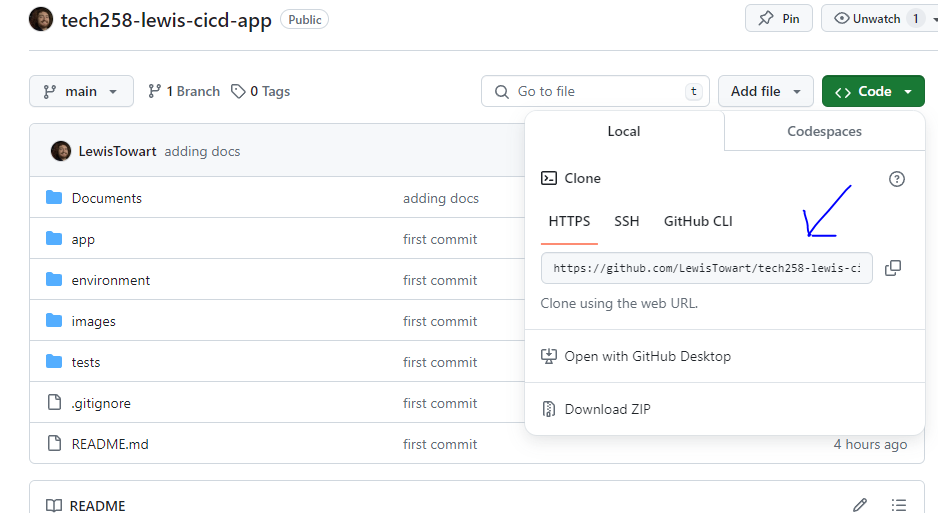 tech258-lewis-cicd-app Public Pin Unwatch 1
main 1 Branch 0 Tags Go to file t Add file <> Code
LewisTowart adding docs
Local Codespaces
Clone
HTTPS SSH GitHub CLI
https://github.com/LewisTowart/tech258-lewis-ci
Clone using the web URL.
Open with GitHub Desktop
Download ZIP
Documents adding docs
app first commit
environment first commit
images first commit
tests first commit
.gitignore first commit
README.md first commit 4 hours ago
README